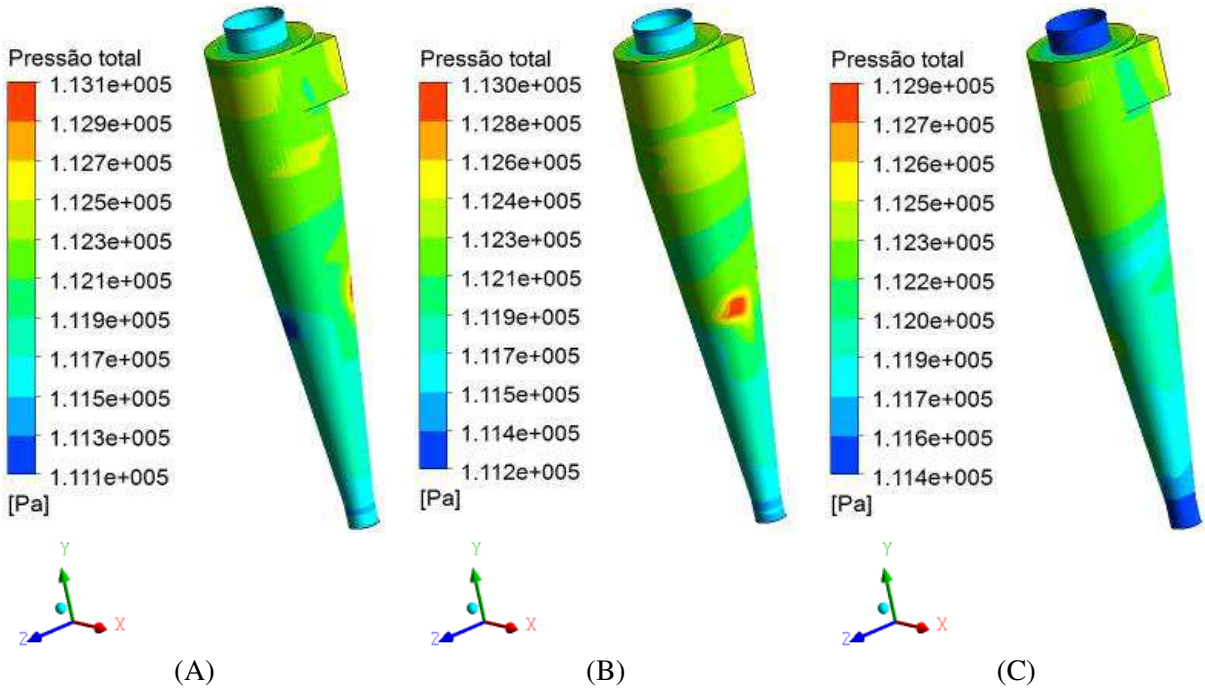 Pressão total
1.131e+005
1.129e+005
1.127e+005
1.125e+005
1.123e+005
1.121e+005
1.119e+005
1.117e+005
1.115e+005
1.113e+005
1.111e+005
[Pa]
Y
Z
X
(A)
Pressão total
1.130e+005
1.128e+005
1.126e+005
1.124e+005
1.123e+005
1.121e+005
1.119e+005
1.117e+005
1.115e+005
1.114e+005
1.112e+005
[Pa]
Y
Z
X
(B)
Pressão total
1.129e+005
1.127e+005
1.126e+005
1.125e+005
1.123e+005
1.122e+005
1.120e+005
1.119e+005
1.117e+005
1.116e+005
1.114e+005
[Pa]
Y
Z
X
(C)